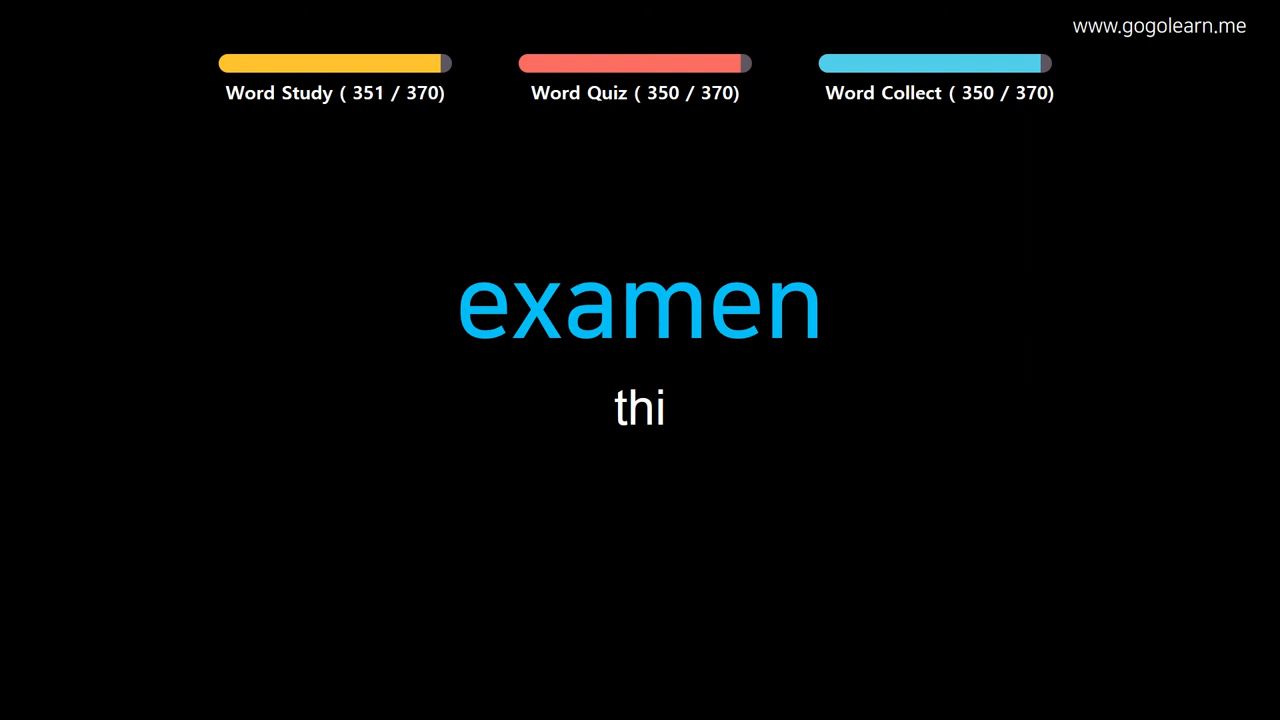 www.gogolearn.me
Word Study ( 351 / 370)
Word Quiz ( 350 / 370)
Word Collect ( 350 / 370)
examen
thi